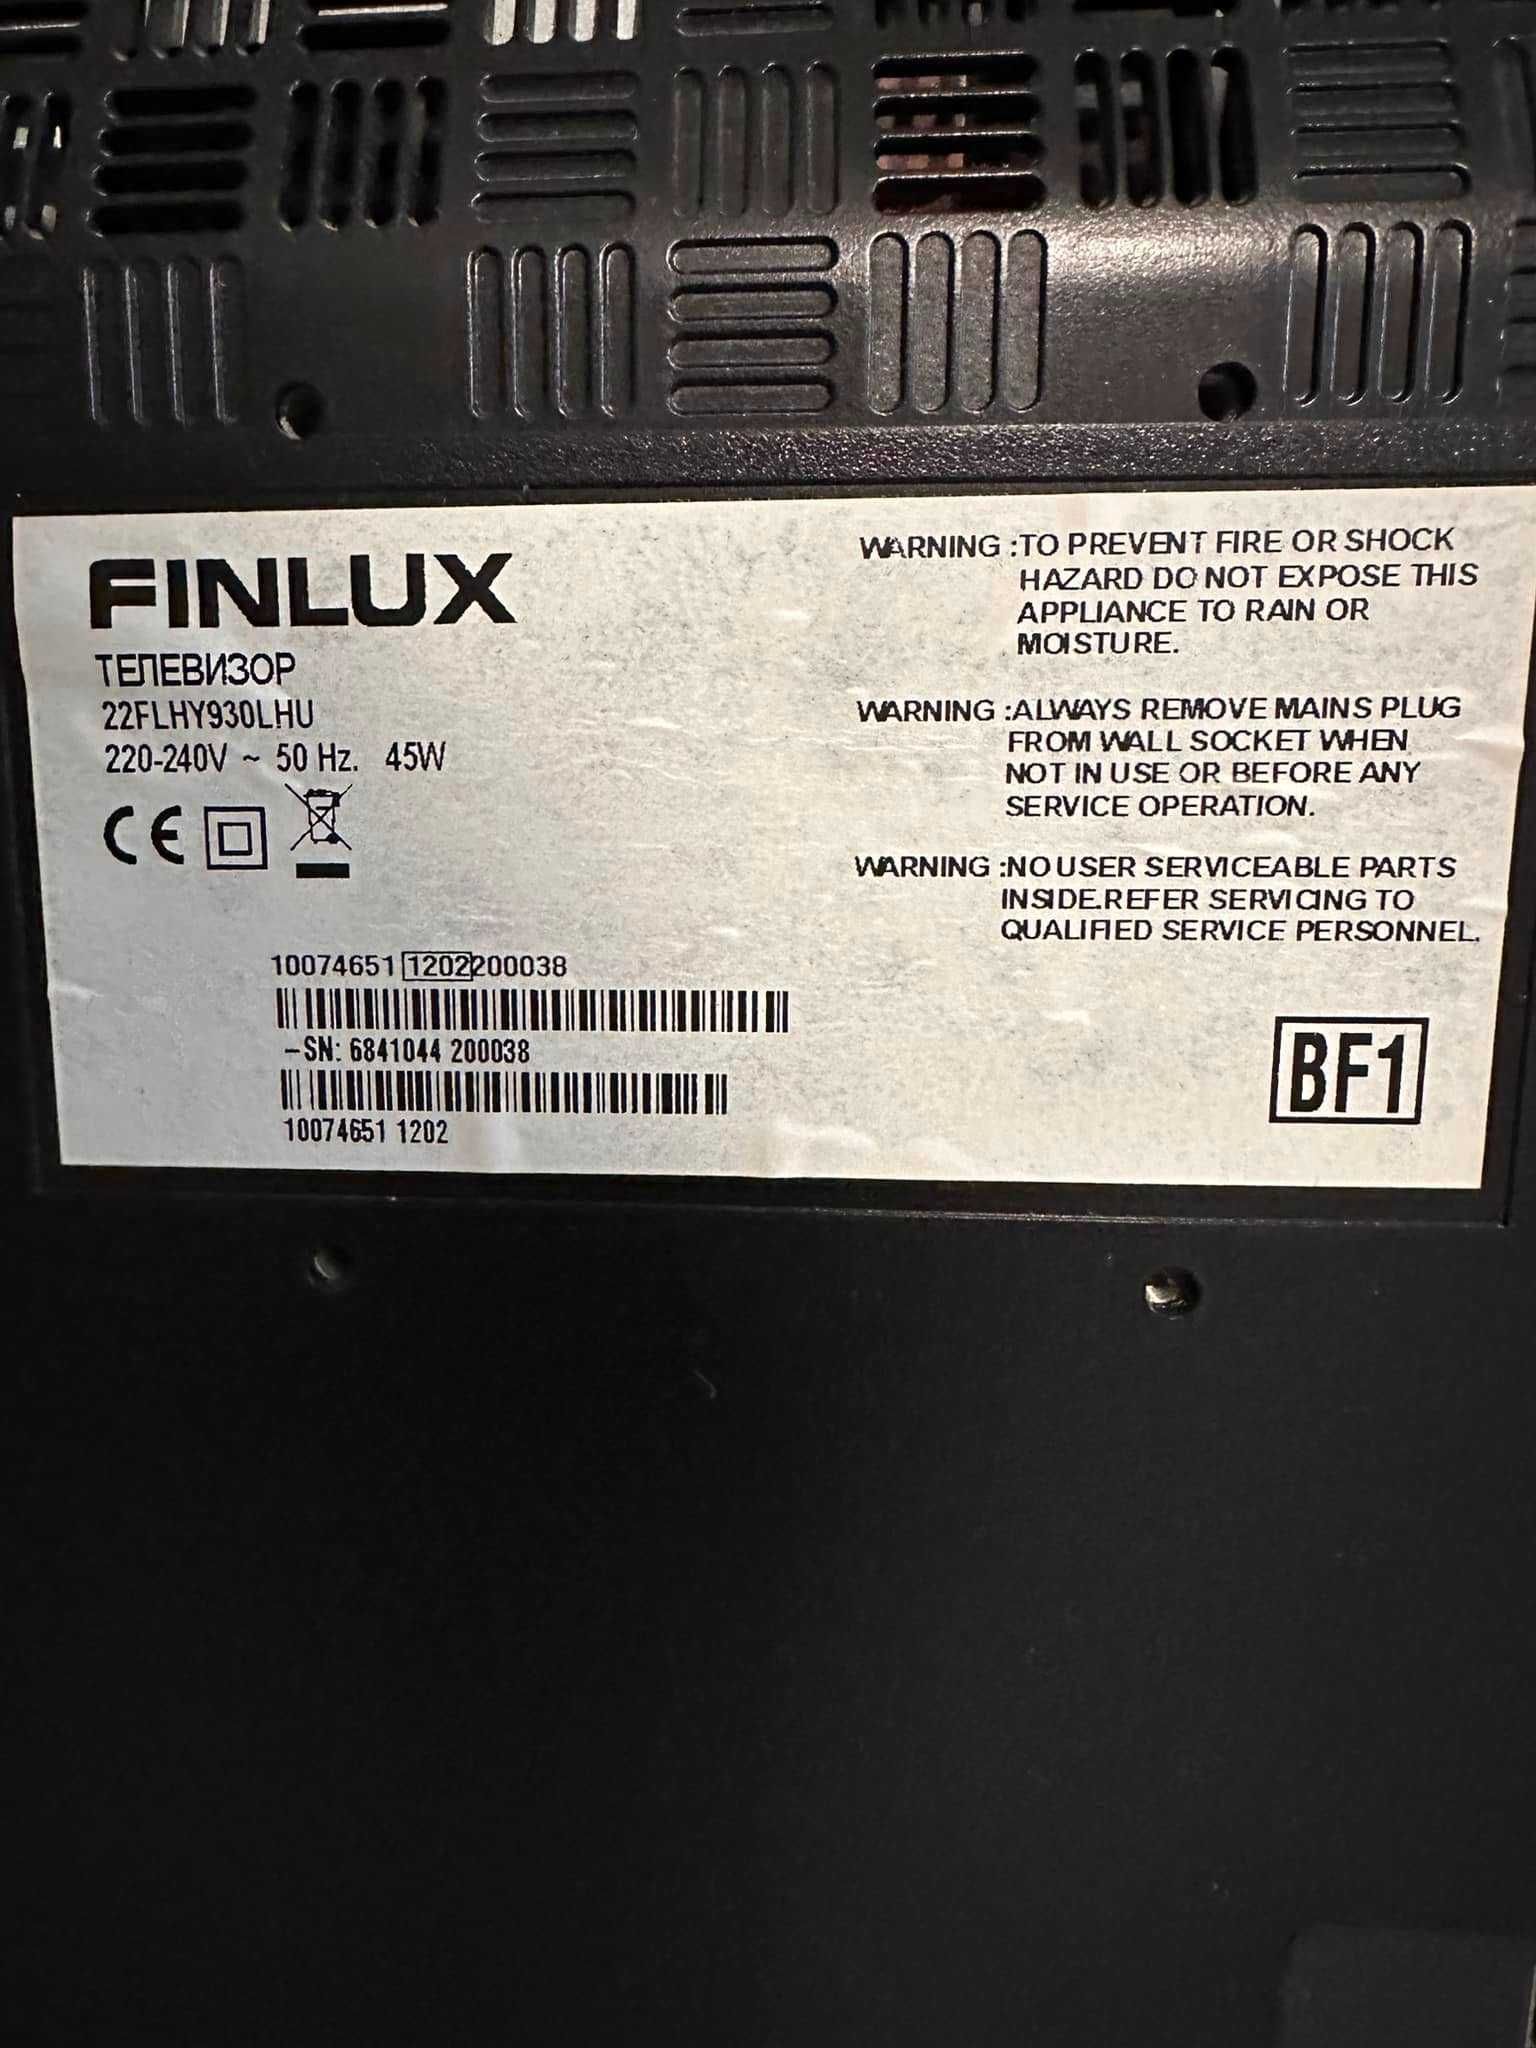 FINLUX
ТЕЛЕВИЗОР
22FLHY930LHU
220-240V ~ 50 Hz. 45W
CE
10074651 1202200038
-SN: 6841044 200038
10074651 1202
WARNING :TO PREVENT FIRE OR SHOCK
HAZARD DO NOT EXPOSE THIS
APPLIANCE TO RAIN OR
MOISTURE.
WARNING :ALWAYS REMOVE MAINS PLUG
FROM WALL SOCKET WHEN
NOT IN USE OR BEFORE ANY
SERVICE OPERATION.
WARNING :NO USER SERVICEABLE PARTS
INSIDE.REFER SERVICING TO
QUALIFIED SERVICE PERSONNEL.
BF1